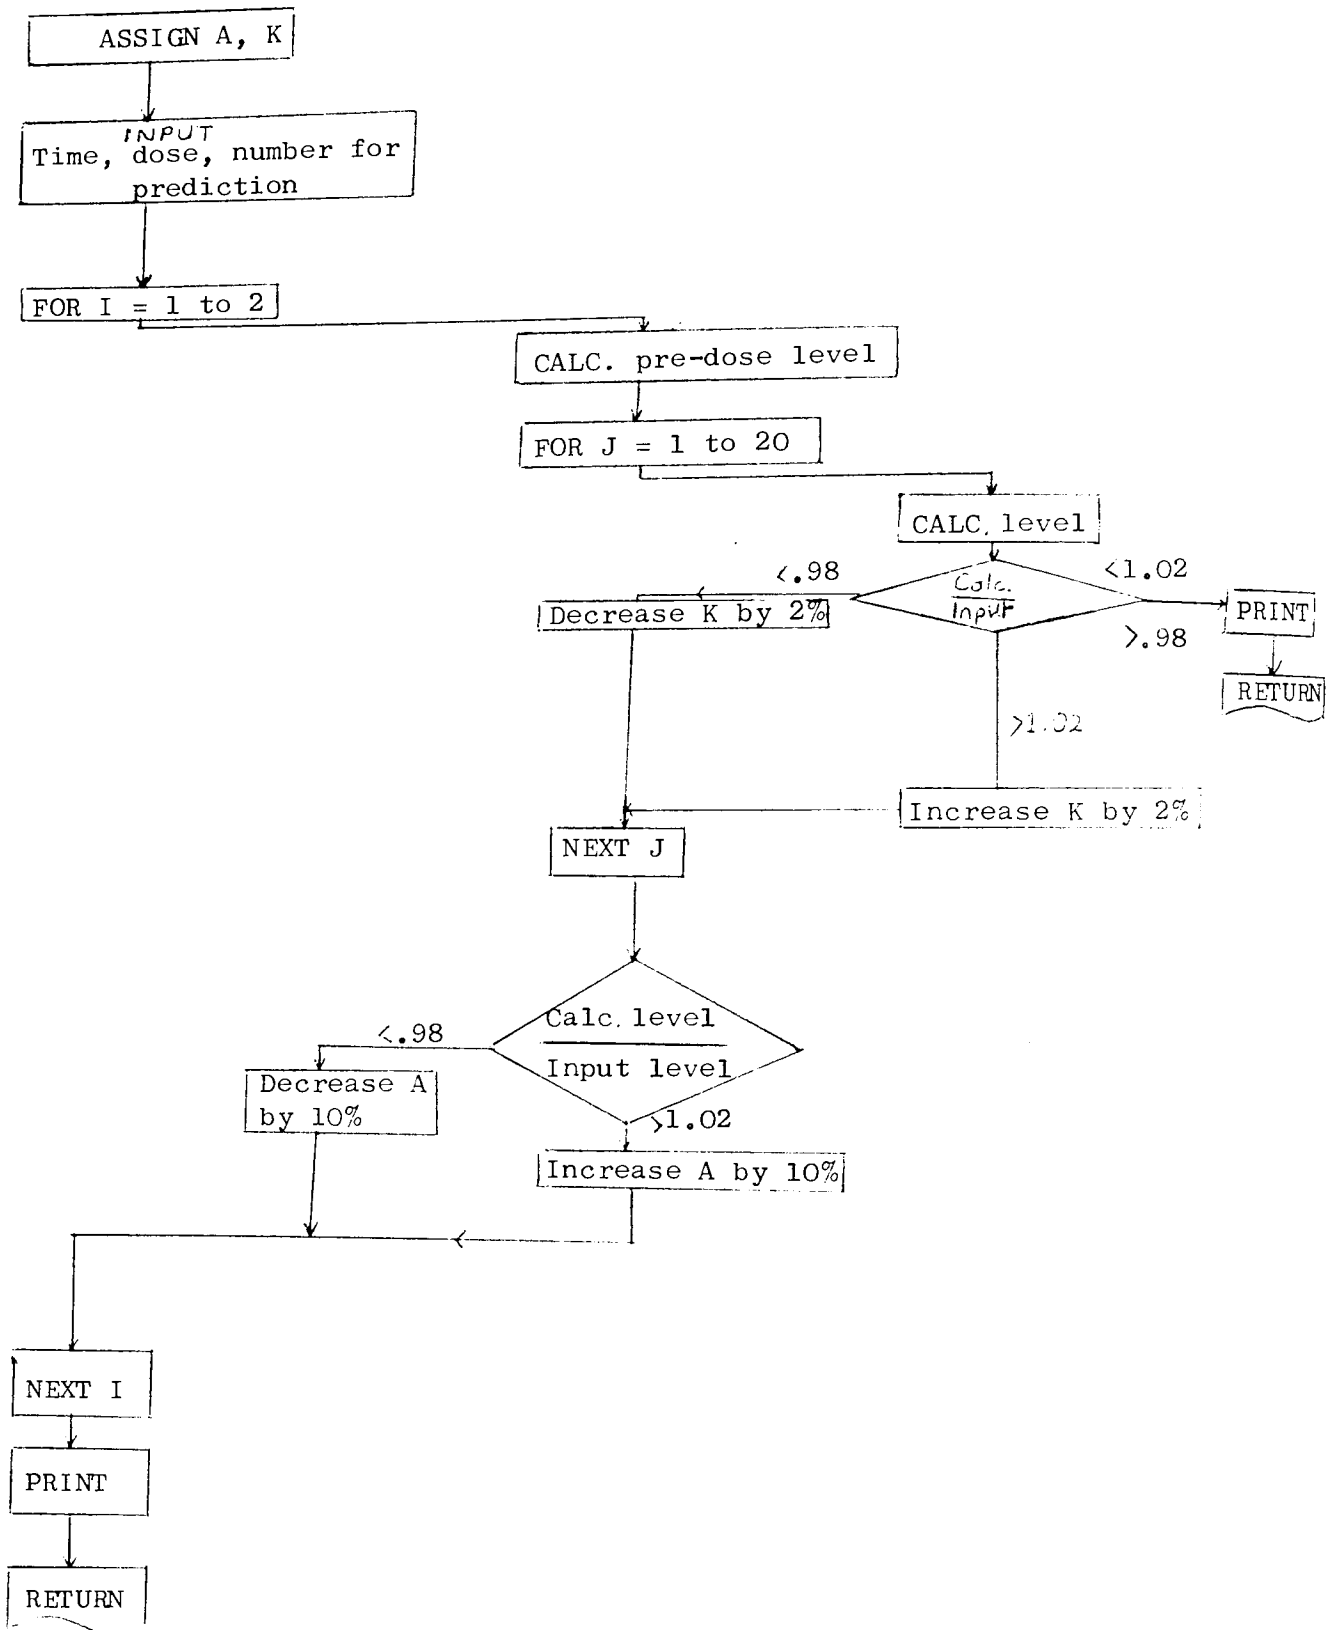 ASSIGN A, K
INPUT
Time, dose, number for
prediction
FOR I = 1 to 2
CALC. pre-dose level
FOR J = 1 to 20
CALC. level
<.98
Calc.
Input
<1.02
>.98
Decrease K by 2%
PRINT
RETURN
>1.02
Increase K by 2%
NEXT J
<.98
Calc. level
Input level
Decrease A
by 10%
>1.02
Increase A by 10%
NEXT I
PRINT
RETURN